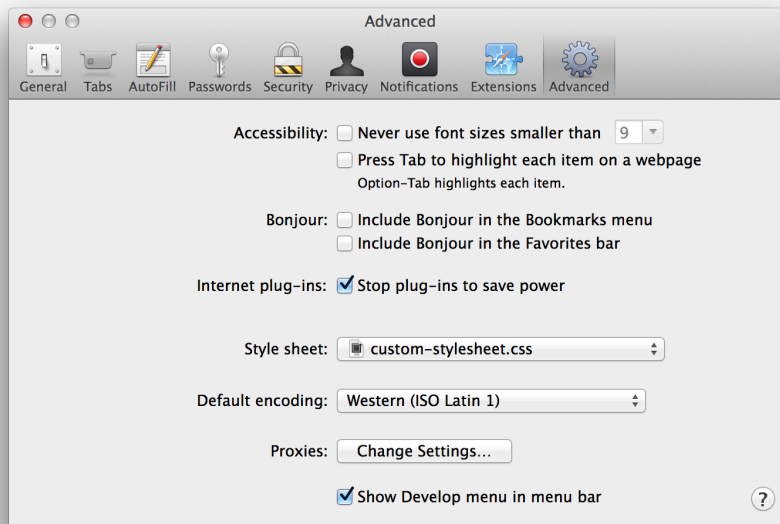 Advanced
General Tabs AutoFill Passwords Security Privacy Notifications Extensions Advanced
Accessibility: Never use font sizes smaller than 9
Press Tab to highlight each item on a webpage
Option-Tab highlights each item.
Bonjour: Include Bonjour in the Bookmarks menu
Include Bonjour in the Favorites bar
Internet plug-ins: Stop plug-ins to save power
Style sheet: custom-stylesheet.css
Default encoding: Western (ISO Latin 1)
Proxies: Change Settings...
Show Develop menu in menu bar
?